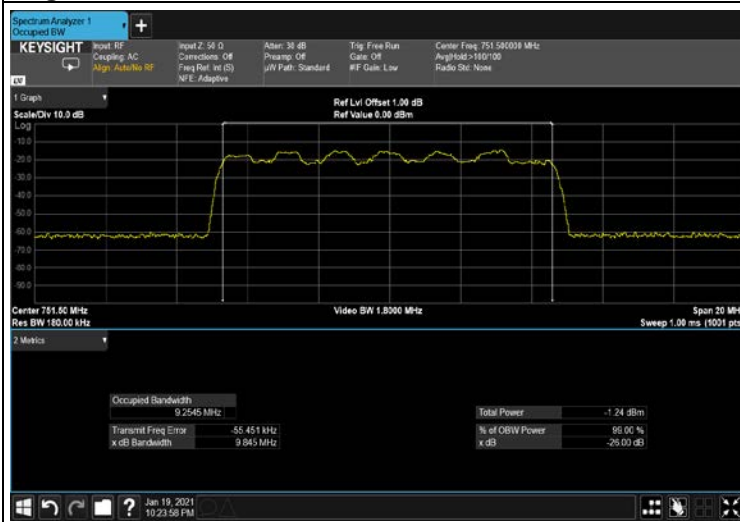 Spectrum Analyzer 1
Occupied BW
+
KEYSIGHT
Input: RF
Coupling: AC
Align: Auto/No RF
Input Z: 50 Ω
Corrections: Off
Freq Ref: Int (S)
NFE: Adaptive
Atten: 30 dB
Preamp: Off
µW Path: Standard
Trig: Free Run
Gate: Off
#IF Gain: Low
Center Freq: 751.500000 MHz
Avg|Hold:>100/100
Radio Std: None
LXI
1 Graph
Scale/Div 10.0 dB
Ref Lvl Offset 1.00 dB
Ref Value 0.00 dBm
Log
-10.0
-20.0
-30.0
-40.0
-50.0
-60.0
-70.0
-80.0
-90.0
Center 751.50 MHz
Res BW 180.00 kHz
Video BW 1.8000 MHz
Span 20 MH
Sweep 1.00 ms (1001 pts
2 Metrics
Occupied Bandwidth
9.2545 MHz
Transmit Freq Error -55.451 kHz
x dB Bandwidth 9.845 MHz
Total Power -1.24 dBm
% of OBW Power 99.00 %
x dB -26.00 dB
?
Jan 19, 2021
10:23:58 PM